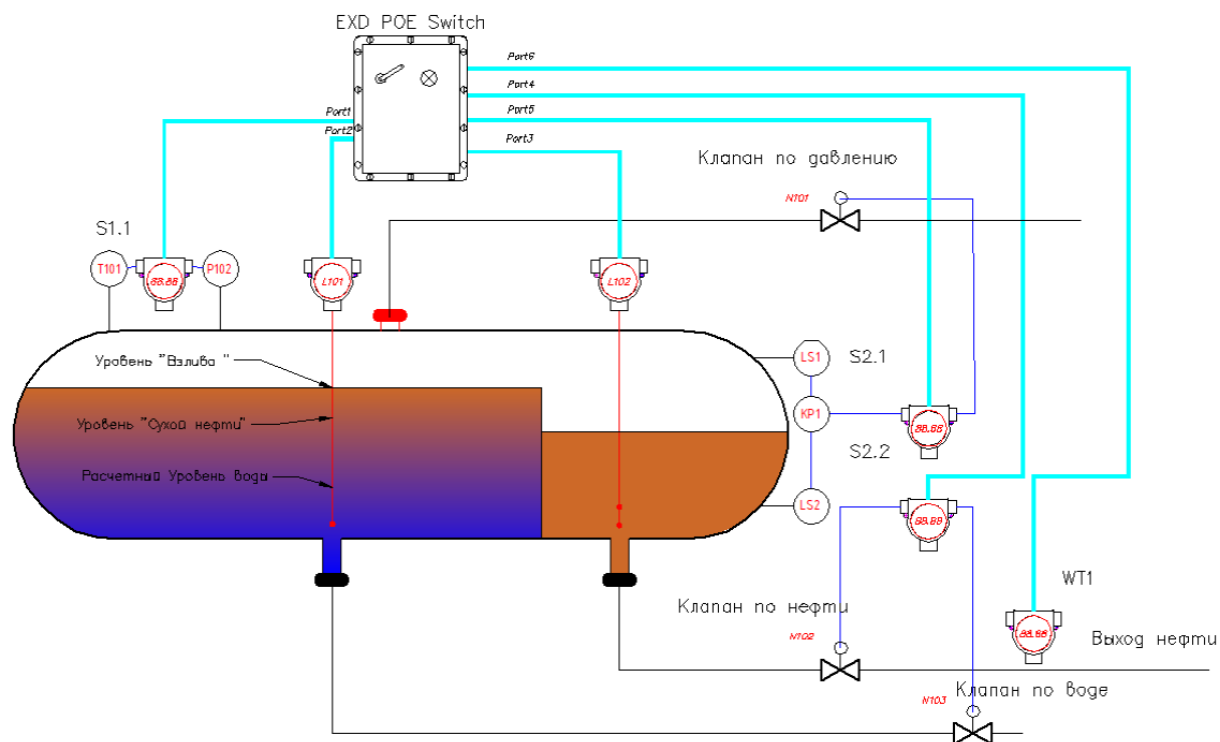 EXD POE Switch
Port6
Port4
Port1
Port5
Port2
Port3
Клапан по давлению
N101
S1.1
T101
88.88
P102
L101
L102
Уровень "Взлива "
LS1
S2.1
Уровень "Сухой нефти"
KP1
88.88
S2.2
Расчетный Уровень воды
LS2
88.88
WT1
Клапан по нефти
N102
88.88
Выход нефти
Клапан по воде
N103